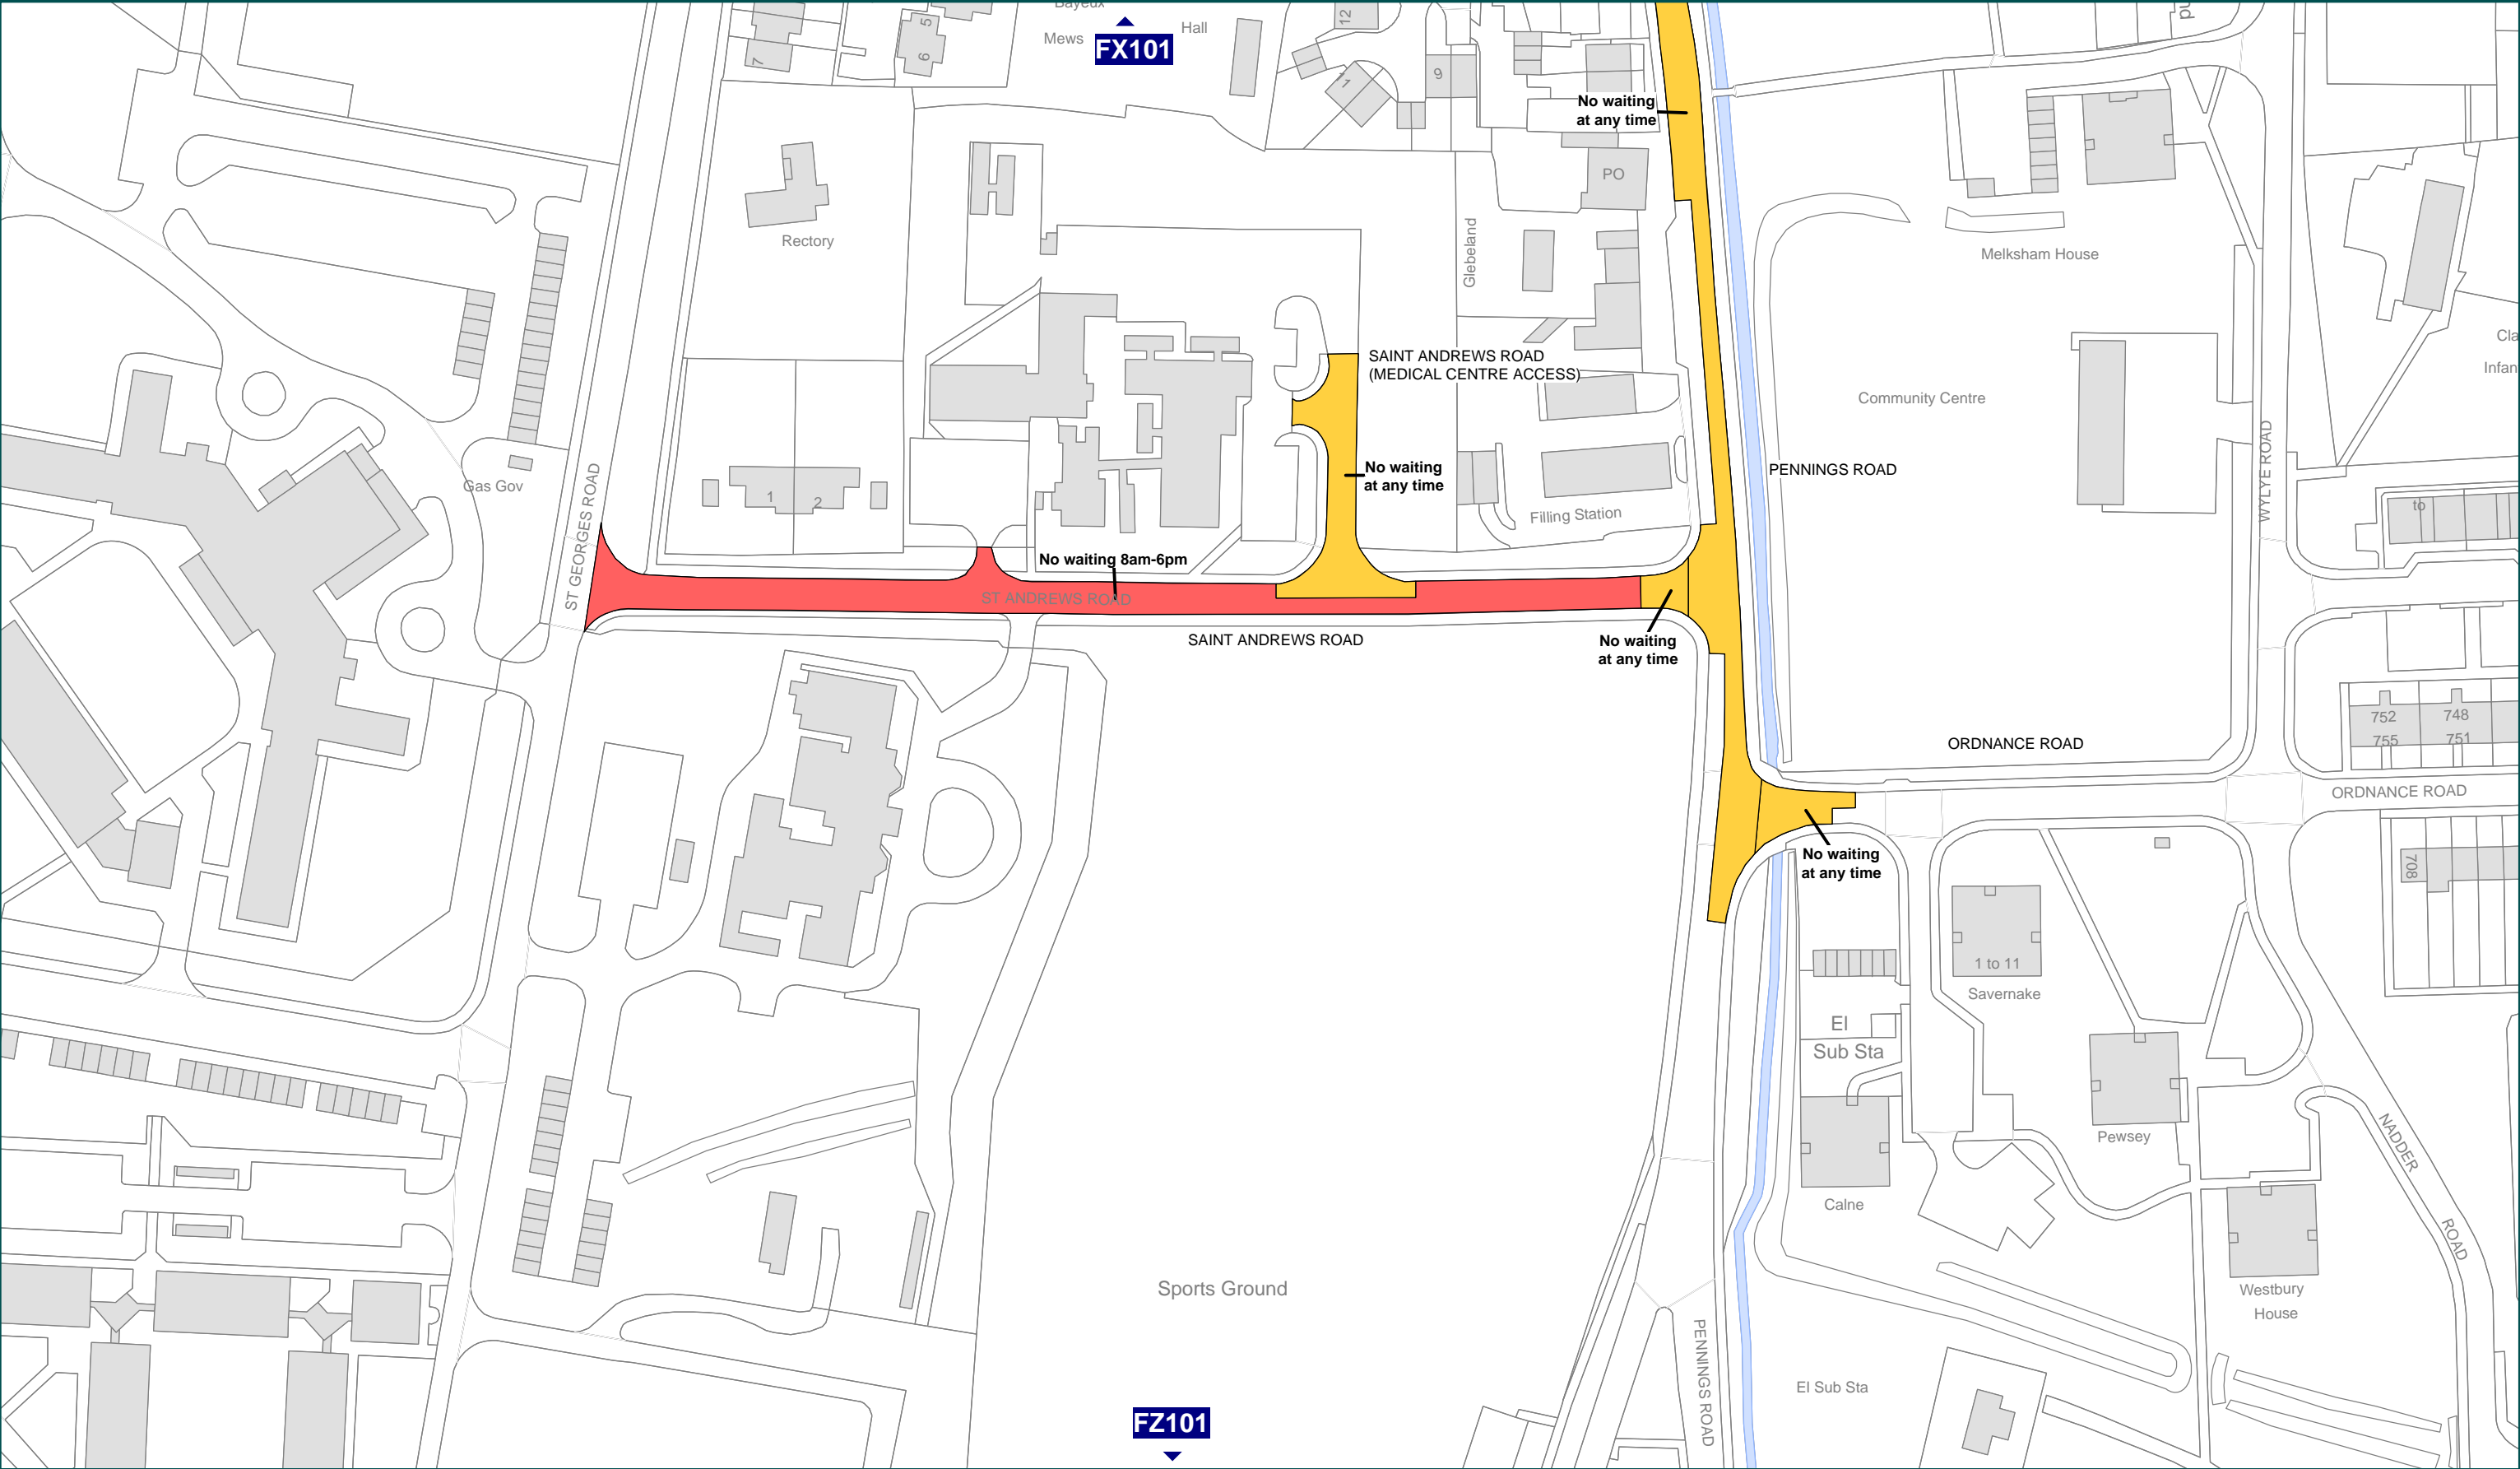 Bayeux
Mews
FX101
Hall
5
6
7
12
11
9
No waiting
at any time
PO
Rectory
Glebeland
Melksham House
SAINT ANDREWS ROAD
(MEDICAL CENTRE ACCESS)
Community Centre
Cla
Infan
PENNINGS ROAD
WYLYE ROAD
No waiting
at any time
Gas Gov
1
2
Filling Station
to
ST GEORGES ROAD
No waiting 8am-6pm
ST ANDREWS ROAD
SAINT ANDREWS ROAD
No waiting
at any time
752
748
755
751
ORDNANCE ROAD
ORDNANCE ROAD
No waiting
at any time
708
1 to 11
Savernake
El
Sub Sta
Pewsey
NADDER
ROAD
Calne
Sports Ground
Westbury
House
PENNINGS ROAD
El Sub Sta
FZ101